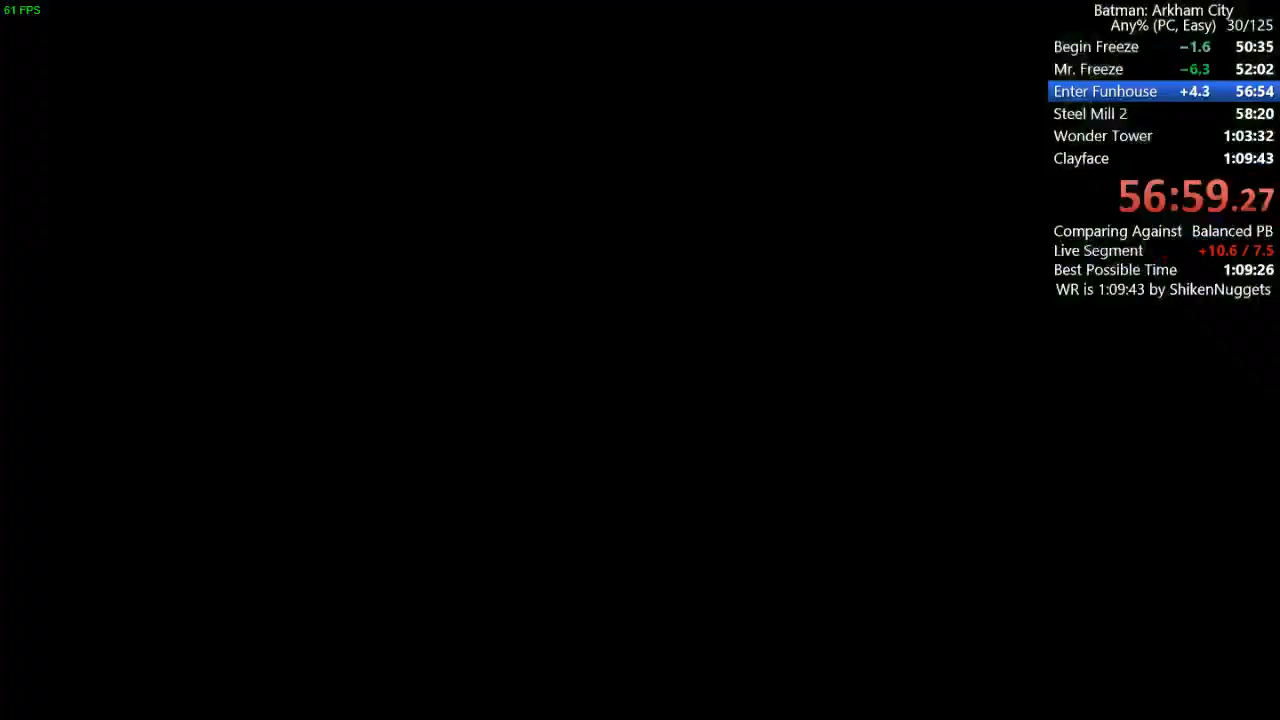 61 FPS
Batman: Arkham City
Any% (PC, Easy) 30/125
Begin Freeze −1.6 50:35
Mr. Freeze −6.3 52:02
Enter Funhouse +4.3 56:54
Steel Mill 2 58:20
Wonder Tower 1:03:32
Clayface 1:09:43
56:59.27
Comparing Against Balanced PB
Live Segment +10.6 / 7.5
Best Possible Time 1:09:26
WR is 1:09:43 by ShikenNuggets